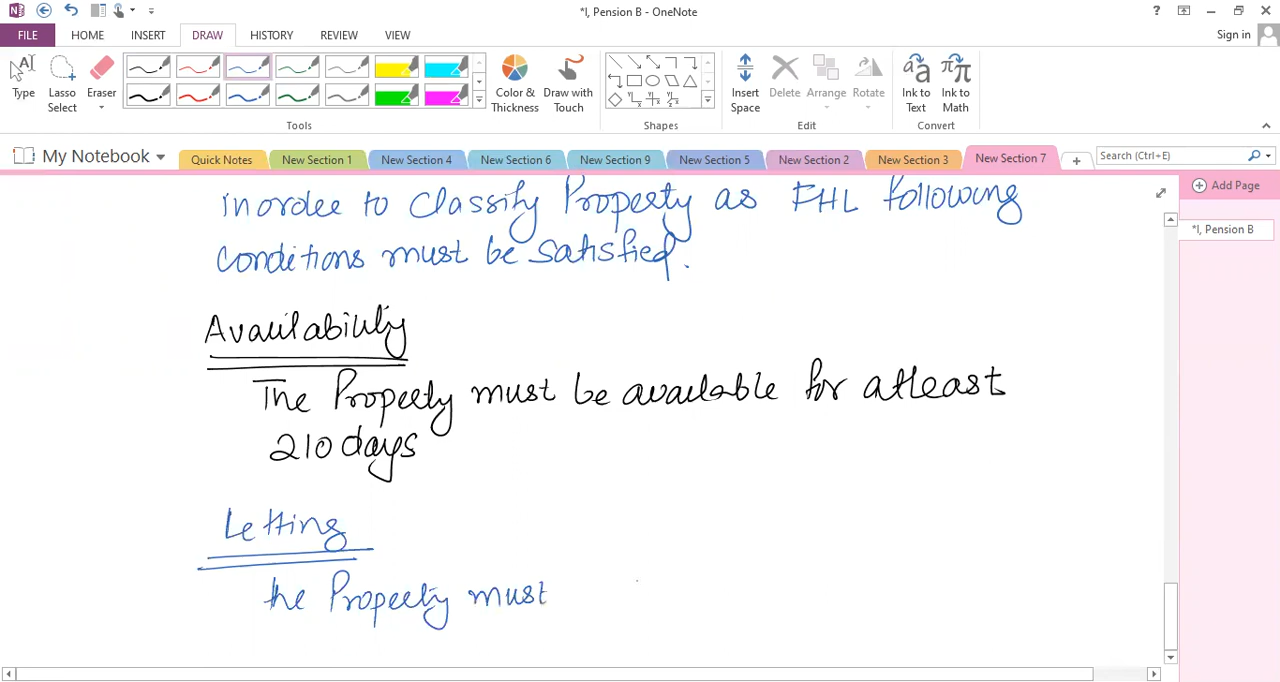 *I, Pension B - OneNote
?
FILE HOME INSERT DRAW HISTORY REVIEW VIEW
Sign in
Type
Lasso Select
Eraser
Color & Thickness
Draw with Touch
Insert Space
Delete
Arrange
Rotate
Ink to Text
Ink to Math
Tools Shapes Edit Convert
My Notebook Quick Notes New Section 1 New Section 4 New Section 6 New Section 9 New Section 5 New Section 2 New Section 3 New Section 7 Search (Ctrl+E)
Add Page
*I, Pension B
inorder to Classify Property as FHL following
conditions must be satisfied.
Availability
The Property must be available for atleast
210 days
Letting
the Property must